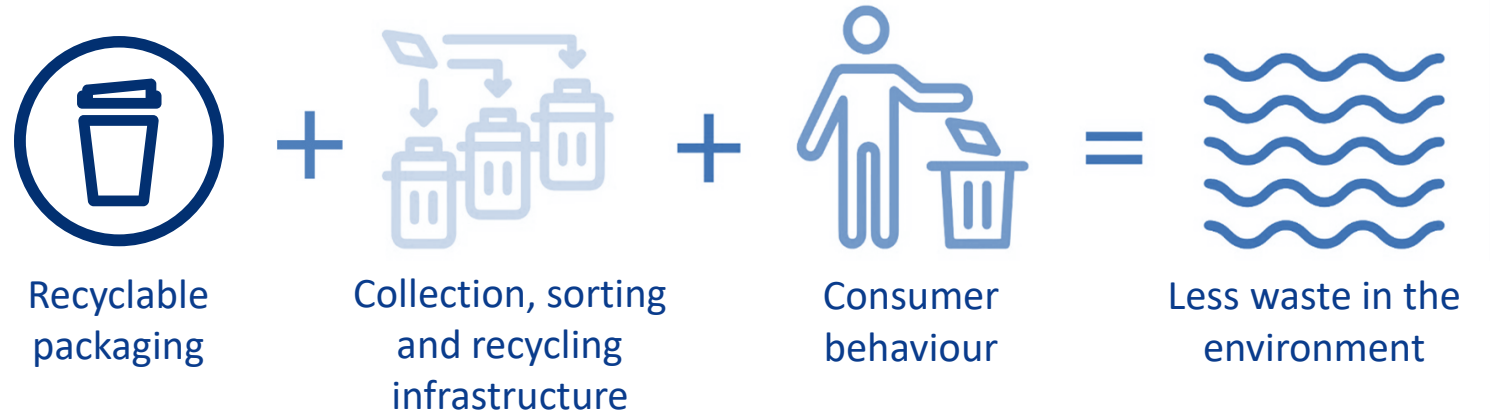 Recyclable
packaging
+
Collection, sorting
and recycling
infrastructure
+
Consumer
behaviour
=
Less waste in the
environment